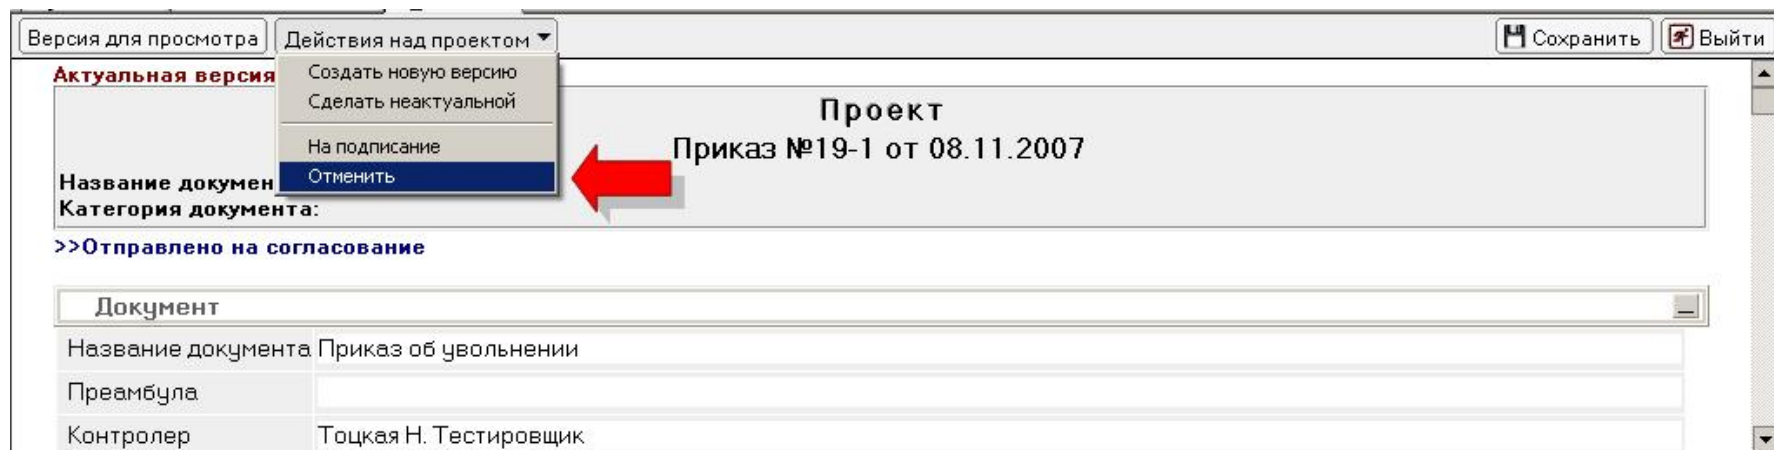 Версия для просмотра Действия над проектом Сохранить Выйти
Актуальная версия
Создать новую версию
Сделать неактуальной
На подписание
Отменить
Проект
Приказ №19-1 от 08.11.2007
Название докумен
Категория документа:
>>Отправлено на согласование
Документ
Название документа Приказ об увольнении
Преамбула
Контролер Тоцкая Н. Тестировщик